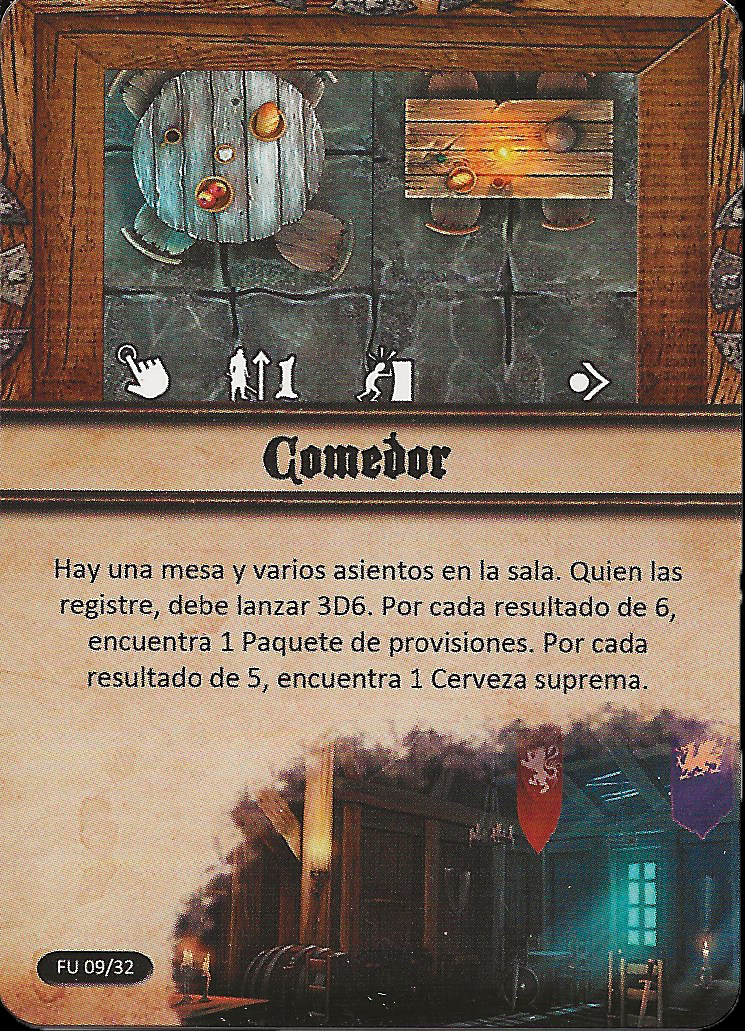 Comedor
Hay una mesa y varios asientos en la sala. Quien las
registre, debe lanzar 3D6. Por cada resultado de 6,
encuentra 1 Paquete de provisiones. Por cada
resultado de 5, encuentra 1 Cerveza suprema.
FU 09/32